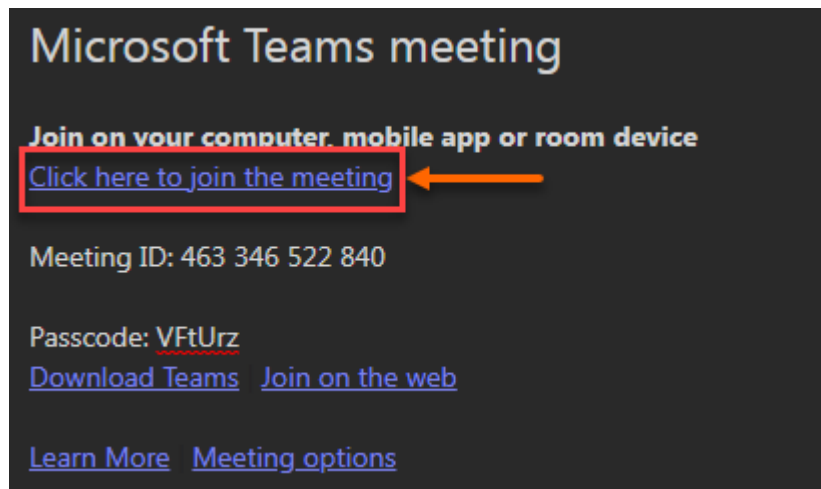 Microsoft Teams meeting
Join on your computer, mobile app or room device
Click here to join the meeting
Meeting ID: 463 346 522 840
Passcode: VFtUrz
Download Teams | Join on the web
Learn More | Meeting options